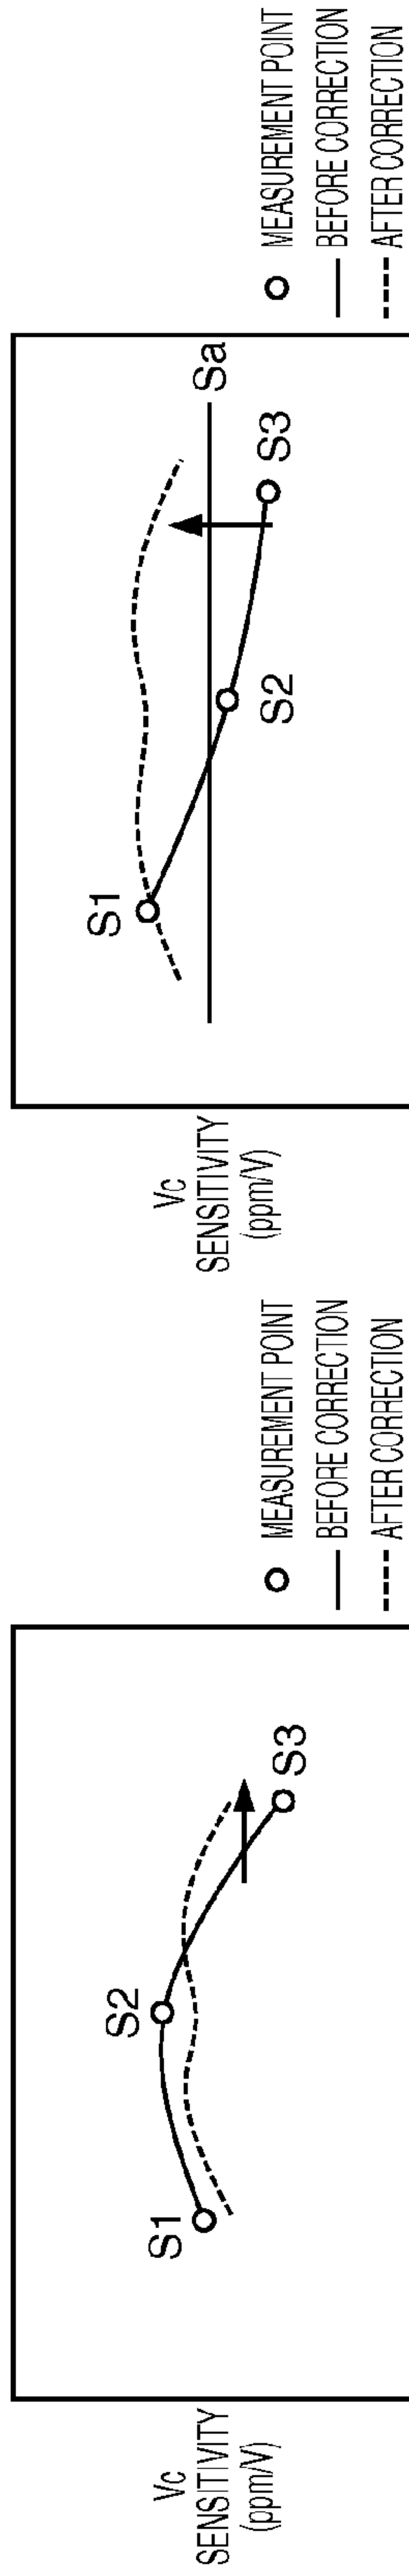 Vc
SENSITIVITY
(ppm/V)
S1
S2
S3
MEASUREMENT POINT
BEFORE CORRECTION
AFTER CORRECTION
Vc
SENSITIVITY
(ppm/V)
S1
S2
S3
Sa
MEASUREMENT POINT
BEFORE CORRECTION
AFTER CORRECTION